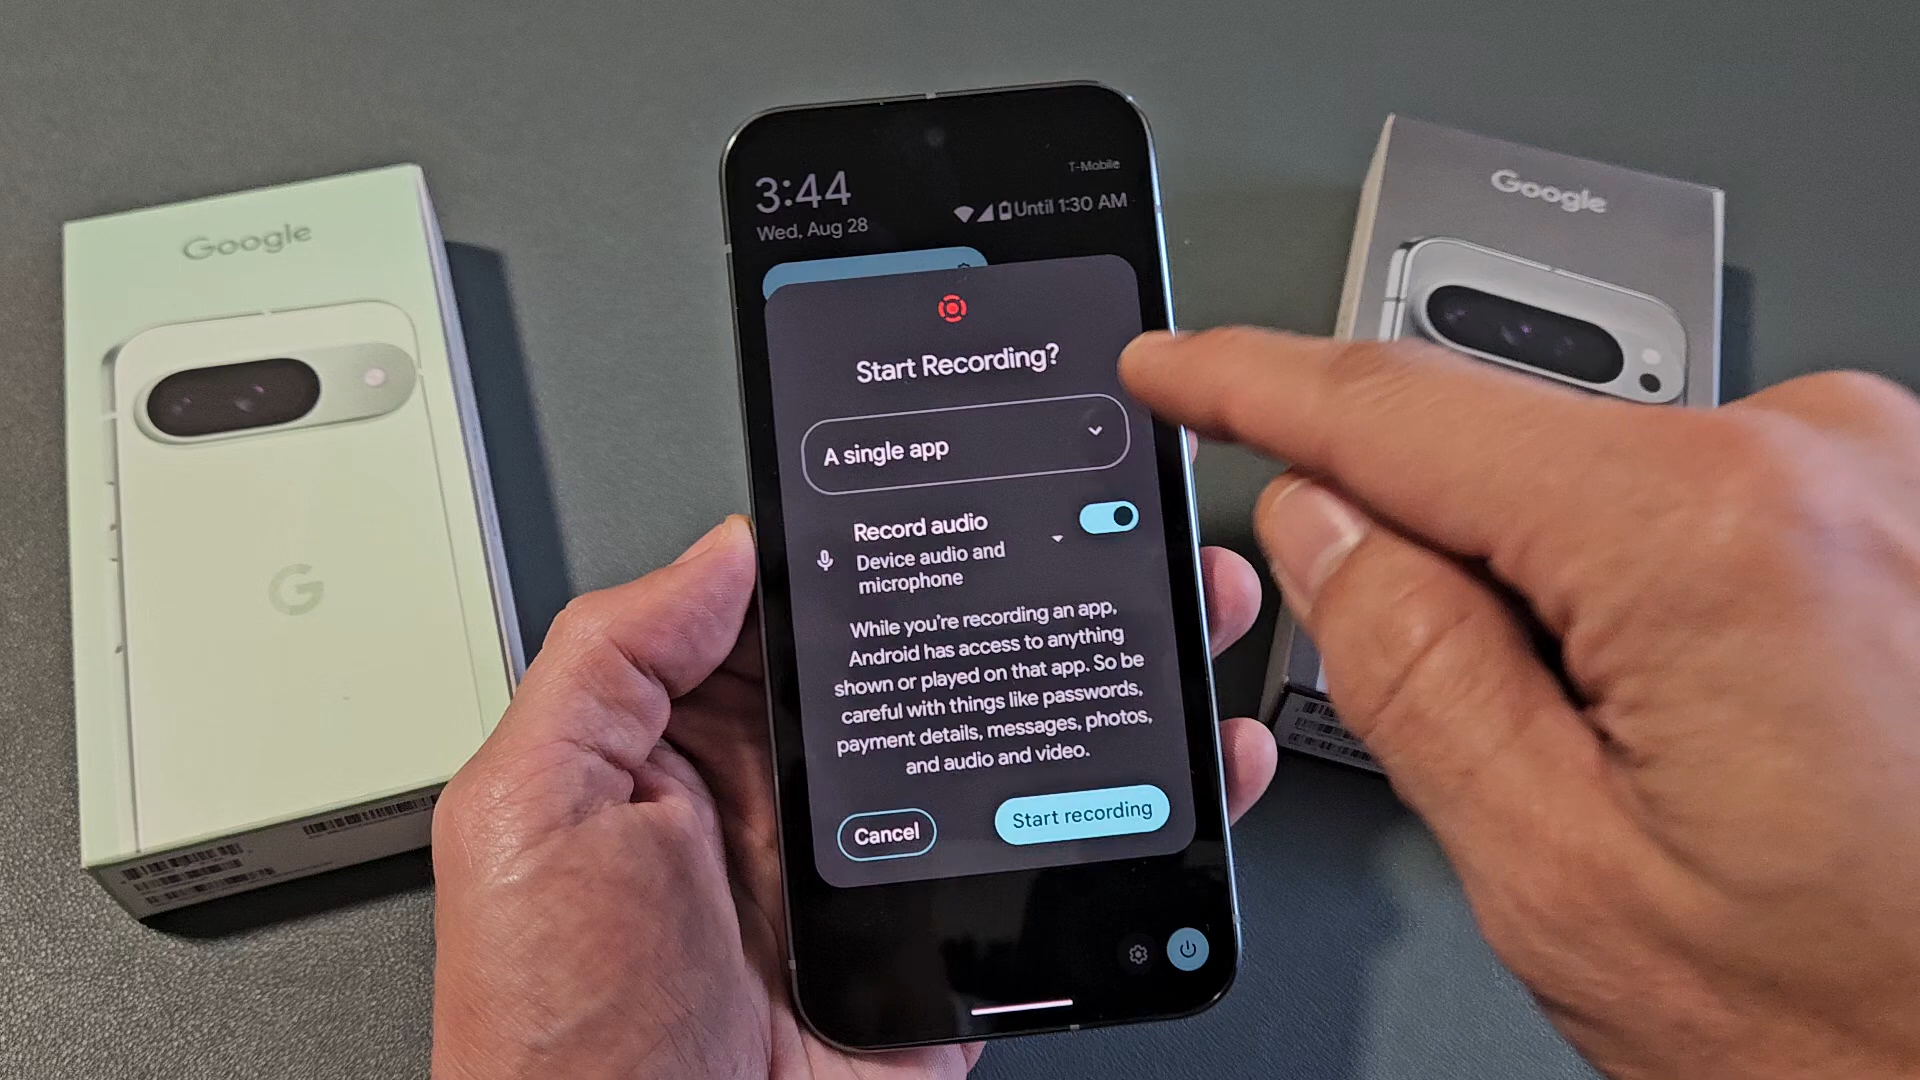 Google
G
T-Mobile
3:44
Until 1:30 AM
Wed, Aug 28
Start Recording?
A single app
Record audio
Device audio and
microphone
While you're recording an app,
Android has access to anything
shown or played on that app. So be
careful with things like passwords,
payment details, messages, photos,
and audio and video.
Cancel
Start recording
Google